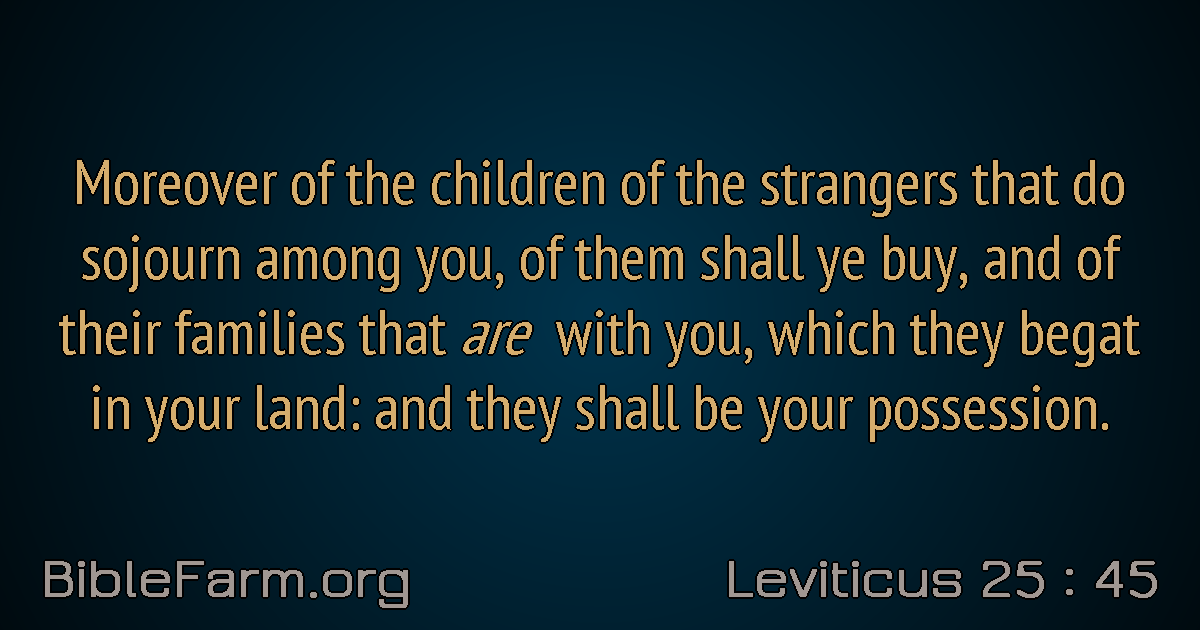 Moreover of the children of the strangers that do
sojourn among you, of them shall ye buy, and of
their families that are with you, which they begat
in your land: and they shall be your possession.
BibleFarm.org
Leviticus 25 : 45